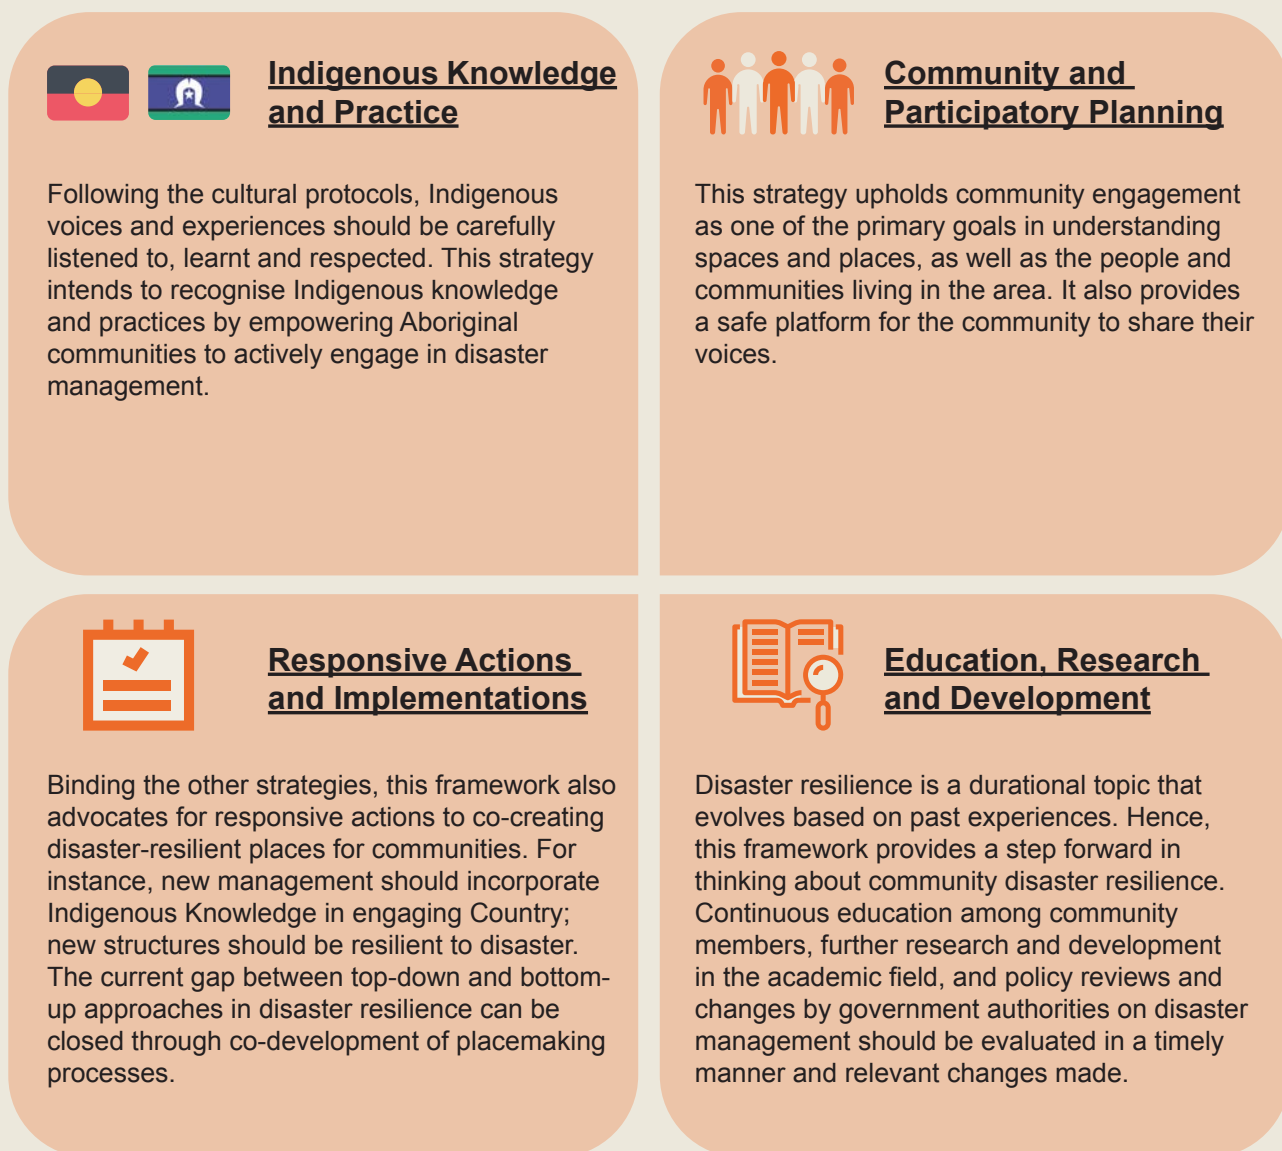 Indigenous Knowledge
and Practice
Following the cultural protocols, Indigenous
voices and experiences should be carefully
listened to, learnt and respected. This strategy
intends to recognise Indigenous knowledge
and practices by empowering Aboriginal
communities to actively engage in disaster
management.
Community and
Participatory Planning
This strategy upholds community engagement
as one of the primary goals in understanding
spaces and places, as well as the people and
communities living in the area. It also provides
a safe platform for the community to share their
voices.
Responsive Actions
and Implementations
Binding the other strategies, this framework also
advocates for responsive actions to co-creating
disaster-resilient places for communities. For
instance, new management should incorporate
Indigenous Knowledge in engaging Country;
new structures should be resilient to disaster.
The current gap between top-down and bottom-
up approaches in disaster resilience can be
closed through co-development of placemaking
processes.
Education, Research
and Development
Disaster resilience is a durational topic that
evolves based on past experiences. Hence,
this framework provides a step forward in
thinking about community disaster resilience.
Continuous education among community
members, further research and development
in the academic field, and policy reviews and
changes by government authorities on disaster
management should be evaluated in a timely
manner and relevant changes made.